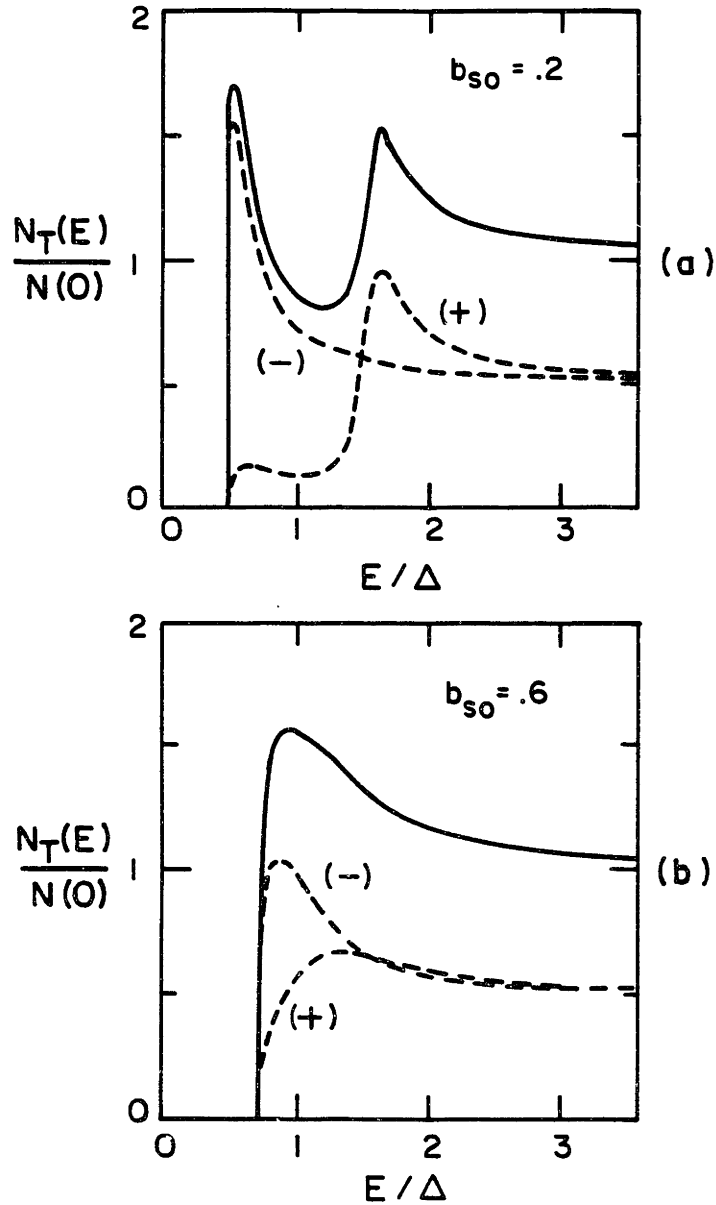 2
b_so = .2
N_T(E)
N(O)
1
(a)
(+)
(−)
0
0
1
2
3
E / Δ
2
b_so = .6
N_T(E)
N(O)
1
(b)
(−)
(+)
0
0
1
2
3
E / Δ